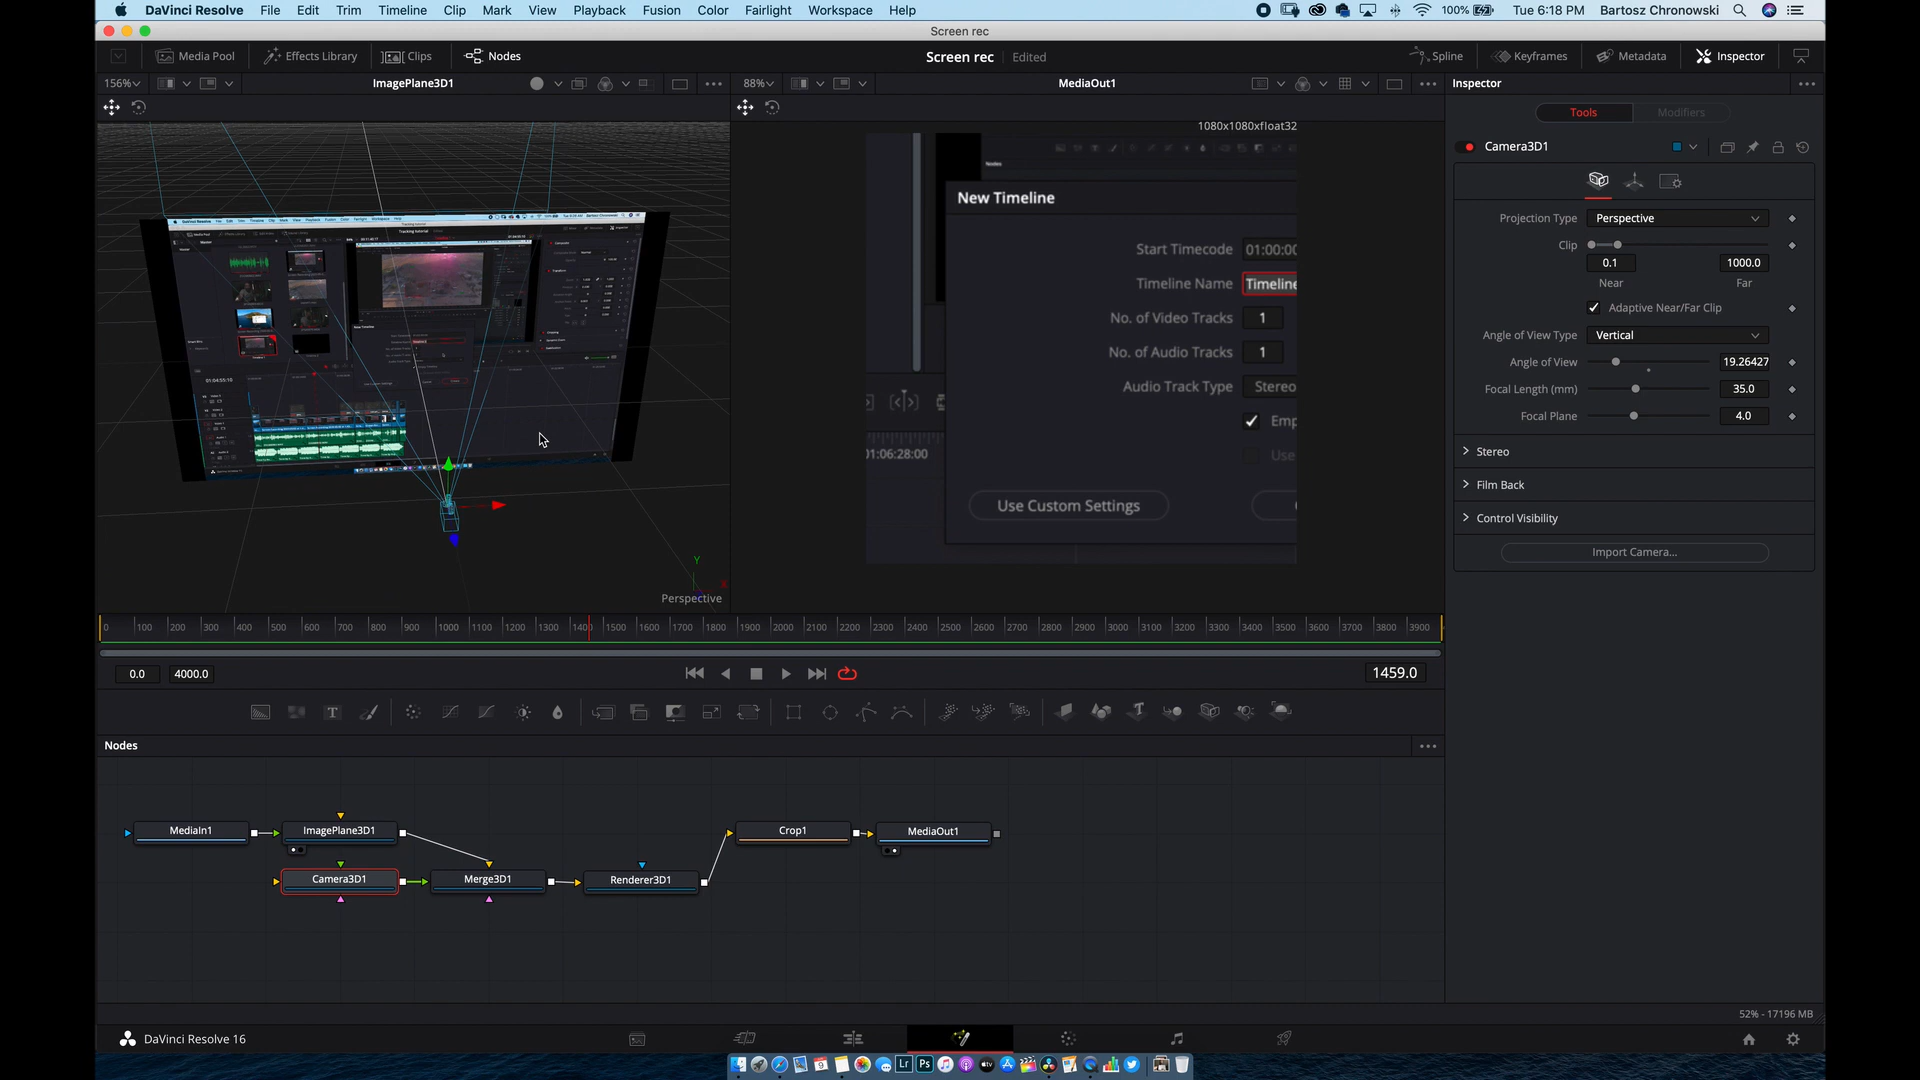 DaVinci Resolve File Edit Trim Timeline Clip Mark View Playback Fusion Color Fairlight Workspace Help 100% Tue 6:18 PM Bartosz Chronowski
Screen rec
Media Pool Effects Library Clips Nodes Screen rec Edited Spline Keyframes Metadata Inspector
156% ImagePlane3D1 88% MediaOut1 Inspector
Tools Modifiers
1080x1080xfloat32
Camera3D1
New Timeline
Start Timecode 01:00:00
Timeline Name Timeline
No. of Video Tracks 1
No. of Audio Tracks 1
Audio Track Type Stereo
Emp
Use
01:06:28:00
Use Custom Settings
Y
X
Perspective
Projection Type Perspective
Clip
0.1 1000.0
Near Far
Adaptive Near/Far Clip
Angle of View Type Vertical
Angle of View 19.26427
Focal Length (mm) 35.0
Focal Plane 4.0
Stereo
Film Back
Control Visibility
Import Camera...
0 100 200 300 400 500 600 700 800 900 1000 1100 1200 1300 1400 1500 1600 1700 1800 1900 2000 2100 2200 2300 2400 2500 2600 2700 2800 2900 3000 3100 3200 3300 3400 3500 3600 3700 3800 3900
0.0 4000.0 1459.0
Nodes
MediaIn1 ImagePlane3D1 Crop1 MediaOut1
Camera3D1 Merge3D1 Renderer3D1
52% - 17196 MB
DaVinci Resolve 16
Lr Ps